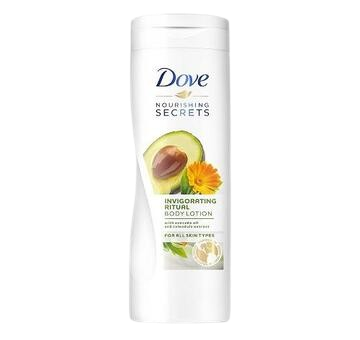 Dove
NOURISHING
SECRETS
INVIGORATING
RITUAL
BODY LOTION
with avocado oil
and calendula extract
FOR ALL SKIN TYPES